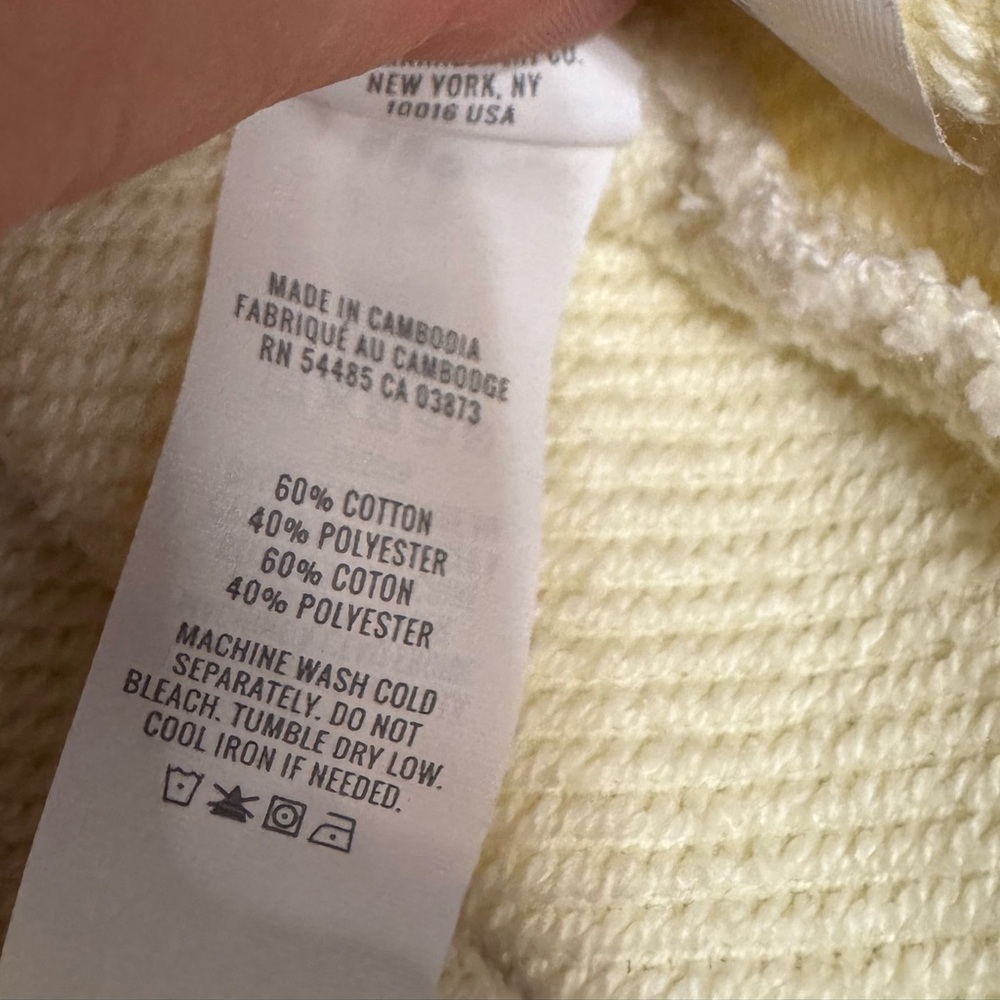 CO.
NEW YORK, NY
10016 USA
MADE IN CAMBODIA
FABRIQUÉ AU CAMBODGE
RN 54485 CA 03873
60% COTTON
40% POLYESTER
60% COTON
40% POLYESTER
MACHINE WASH COLD
SEPARATELY. DO NOT
BLEACH. TUMBLE DRY LOW.
COOL IRON IF NEEDED.